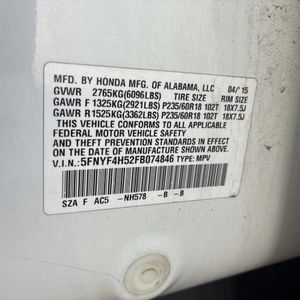 MFD. BY HONDA MFG. OF ALABAMA, LLC 04/15
GVWR 2765KG(6096LBS) TIRE SIZE RIM SIZE
GAWR F 1325KG(2921LBS) P235/60R18 102T 18X7.5J
GAWR R 1525KG(3362LBS) P235/60R18 102T 18X7.5J
THIS VEHICLE CONFORMS TO ALL APPLICABLE
FEDERAL MOTOR VEHICLE SAFETY AND
THEFT PREVENTION STANDARDS IN EFFECT ON THE
DATE OF MANUFACTURE SHOWN ABOVE.
V.I.N.:5FNYF4H52FB074846 TYPE: MPV
SZA F AC5 -NH578 -B -B